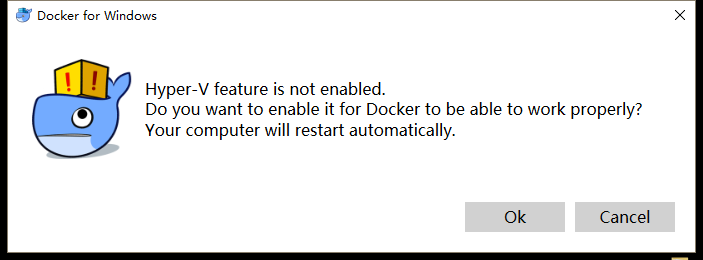 Docker for Windows
Hyper-V feature is not enabled.
Do you want to enable it for Docker to be able to work properly?
Your computer will restart automatically.
Ok
Cancel